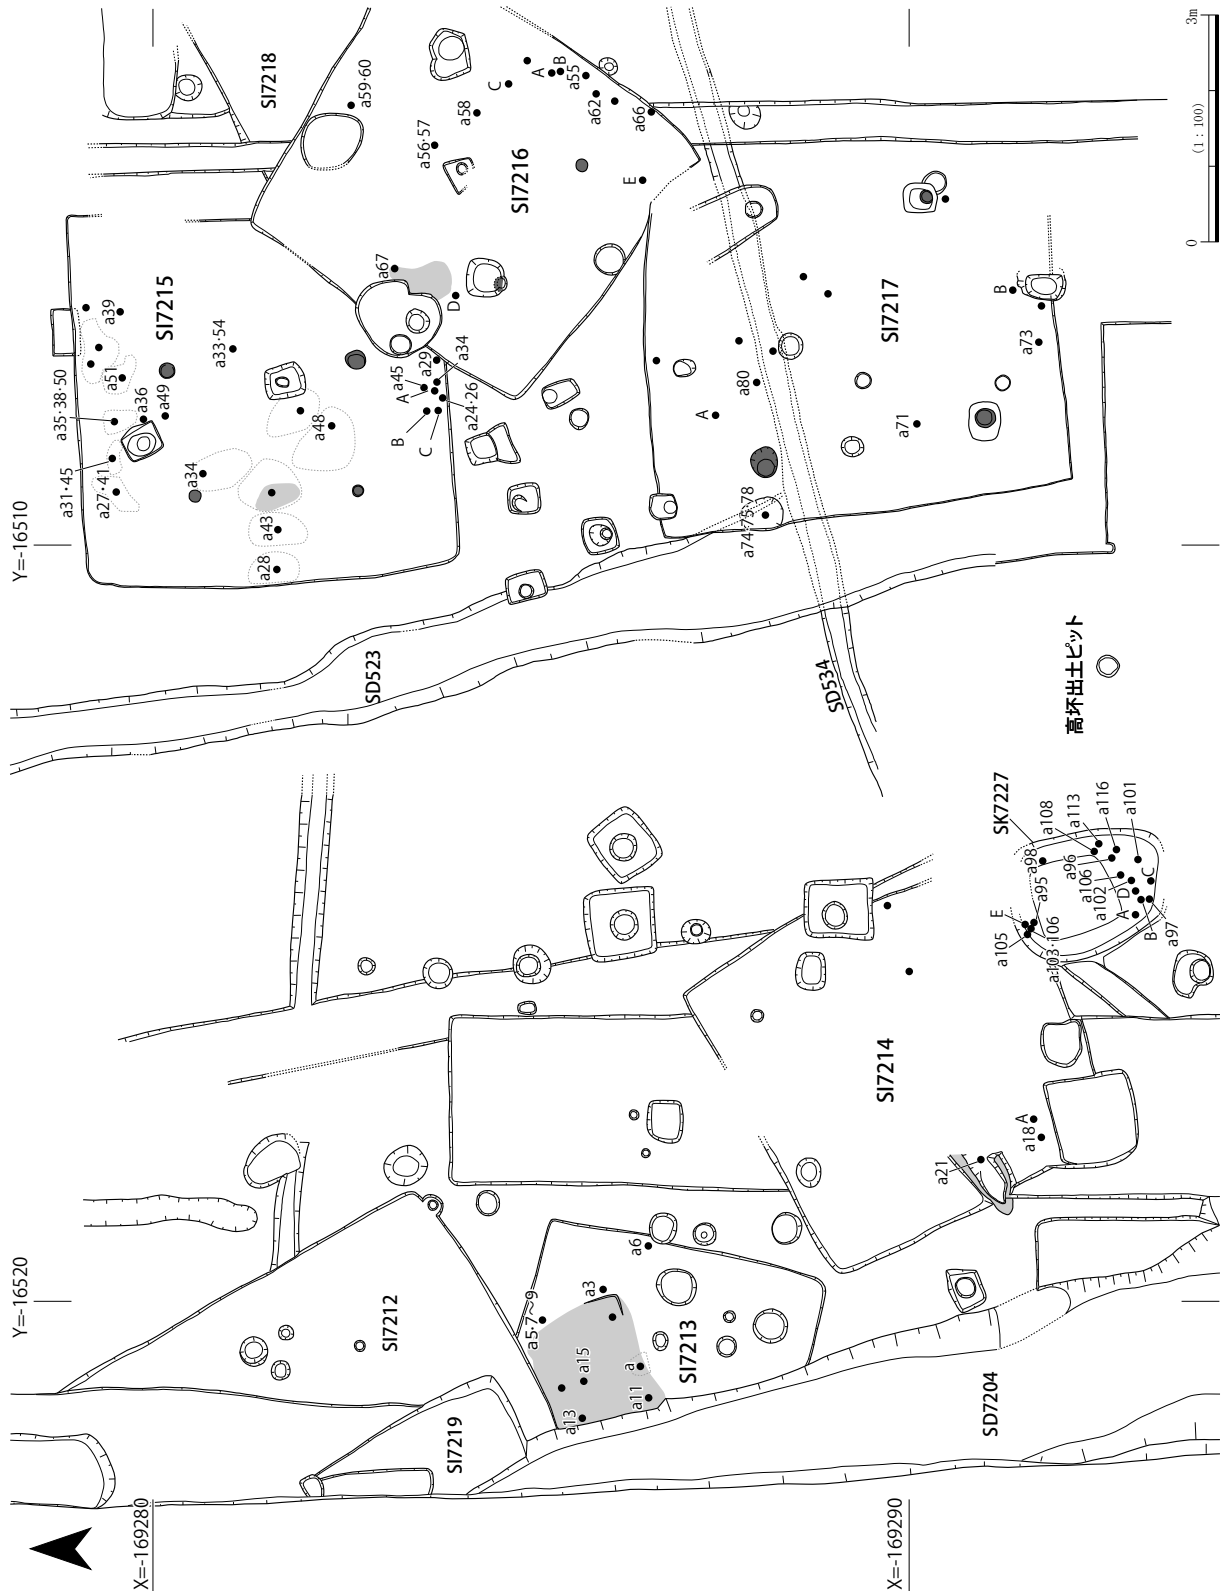 Y=-16520
Y=-16510
X=-169280
X=-169290
SI7219
SI7212
SI7213
a5·7～9
a6
a3
a15
a
a13
a11
SD7204
SI7214
a21
a18
A
SK7227
a108
a113
a116
a101
a98
a96
a106
a102
D
C
A
B
a97
E
a95
a105
a103·106
高坏出土ピット
SD523
SD534
SI7215
a39
a51
a35·38·50
a36
a49
a31·45
a27·41
a33·54
a48
a34
a43
a28
a45
A
a29
a34
a24·26
B
C
SI7218
a59·60
SI7216
a58
a56·57
C
A
B
a55
a62
a66
E
a67
D
SI7217
a80
A
a71
a73
B
a74·75·78
0
(1：100)
3m